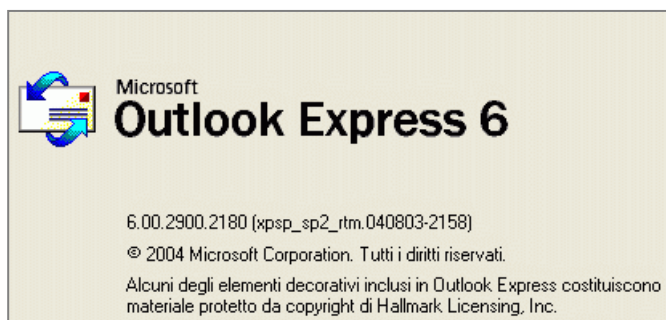 Microsoft
Outlook Express 6
6.00.2900.2180 (xpsp_sp2_rtm.040803-2158)
© 2004 Microsoft Corporation. Tutti i diritti riservati.
Alcuni degli elementi decorativi inclusi in Outlook Express costituiscono
materiale protetto da copyright di Hallmark Licensing, Inc.